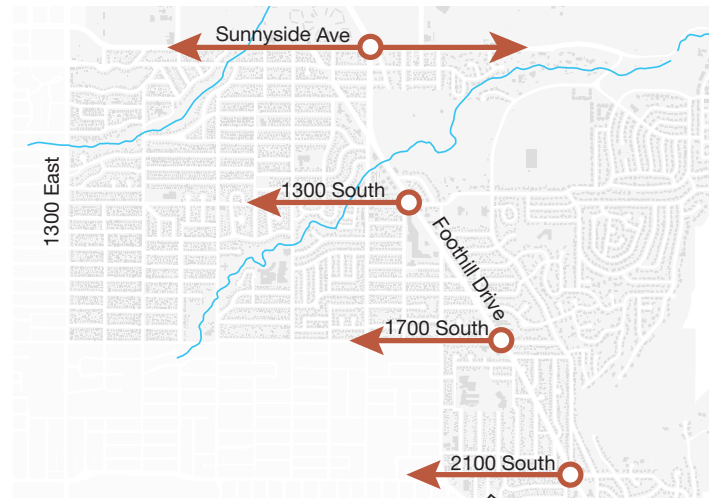 Sunnyside Ave
1300 East
1300 South
Foothill Drive
1700 South
2100 South